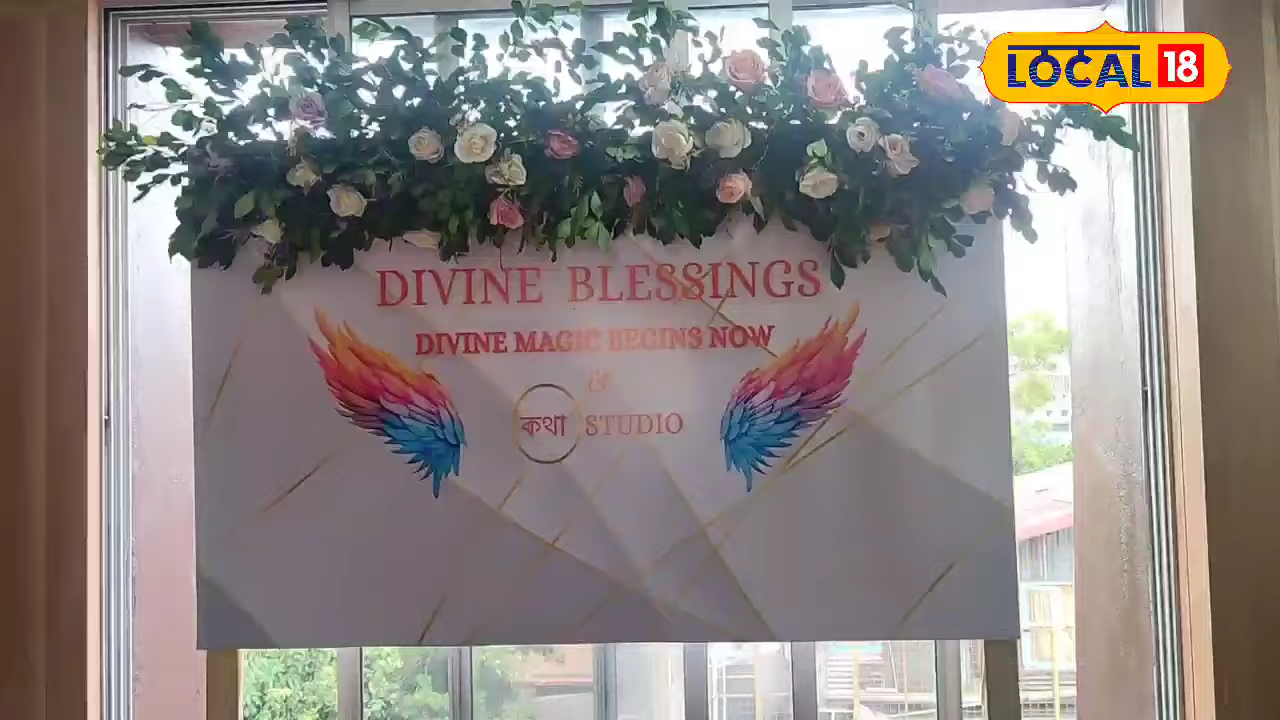 LOCAL 18
DIVINE BLESSINGS
DIVINE MAGIC BEGINS NOW
&
কথা STUDIO